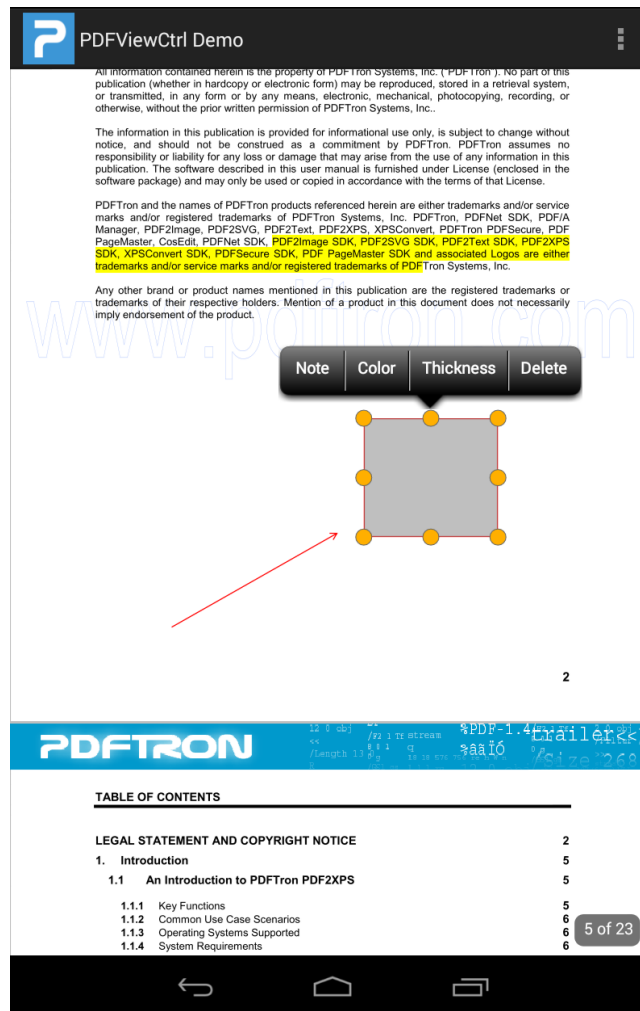 PDFViewCtrl Demo
All information contained herein is the property of PDFTron Systems, Inc. ("PDFTron"). No part of this
publication (whether in hardcopy or electronic form) may be reproduced, stored in a retrieval system,
or transmitted, in any form or by any means, electronic, mechanical, photocopying, recording, or
otherwise, without the prior written permission of PDFTron Systems, Inc..
The information in this publication is provided for informational use only, is subject to change without
notice, and should not be construed as a commitment by PDFTron. PDFTron assumes no
responsibility or liability for any loss or damage that may arise from the use of any information in this
publication. The software described in this user manual is furnished under License (enclosed in the
software package) and may only be used or copied in accordance with the terms of that License.
PDFTron and the names of PDFTron products referenced herein are either trademarks and/or service
marks and/or registered trademarks of PDFTron Systems, Inc. PDFTron, PDFNet SDK, PDF/A
Manager, PDF2Image, PDF2SVG, PDF2Text, PDF2XPS, XPSConvert, PDFTron PDFSecure, PDF
PageMaster, CosEdit, PDFNet SDK, PDF2Image SDK, PDF2SVG SDK, PDF2Text SDK, PDF2XPS
SDK, XPSConvert SDK, PDFSecure SDK, PDF PageMaster SDK and associated Logos are either
trademarks and/or service marks and/or registered trademarks of PDFTron Systems, Inc.
Any other brand or product names mentioned in this publication are the registered trademarks or
trademarks of their respective holders. Mention of a product in this document does not necessarily
imply endorsement of the product.
www.pdftron.com
Note Color Thickness Delete
2
PDFTRON
12 0 obj
stream
%PDF-1.4
trailer<<
<<
/Length 13
q
%âãÏÓ
/Size 268
TABLE OF CONTENTS
LEGAL STATEMENT AND COPYRIGHT NOTICE 2
1. Introduction 5
1.1 An Introduction to PDFTron PDF2XPS 5
1.1.1 Key Functions 5
1.1.2 Common Use Case Scenarios 6
1.1.3 Operating Systems Supported 6
1.1.4 System Requirements 6
5 of 23